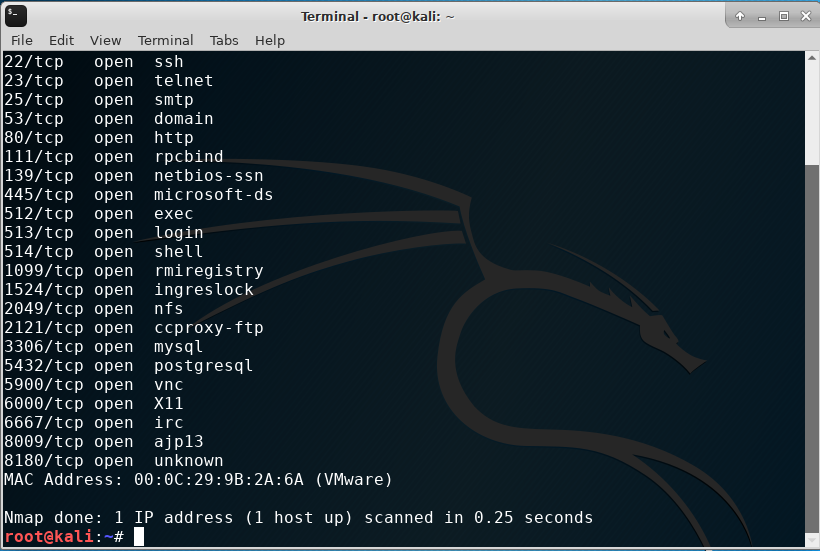 Terminal - root@kali: ~
File Edit View Terminal Tabs Help
22/tcp   open  ssh
23/tcp   open  telnet
25/tcp   open  smtp
53/tcp   open  domain
80/tcp   open  http
111/tcp  open  rpcbind
139/tcp  open  netbios-ssn
445/tcp  open  microsoft-ds
512/tcp  open  exec
513/tcp  open  login
514/tcp  open  shell
1099/tcp open  rmiregistry
1524/tcp open  ingreslock
2049/tcp open  nfs
2121/tcp open  ccproxy-ftp
3306/tcp open  mysql
5432/tcp open  postgresql
5900/tcp open  vnc
6000/tcp open  X11
6667/tcp open  irc
8009/tcp open  ajp13
8180/tcp open  unknown
MAC Address: 00:0C:29:9B:2A:6A (VMware)
Nmap done: 1 IP address (1 host up) scanned in 0.25 seconds
root@kali:~#